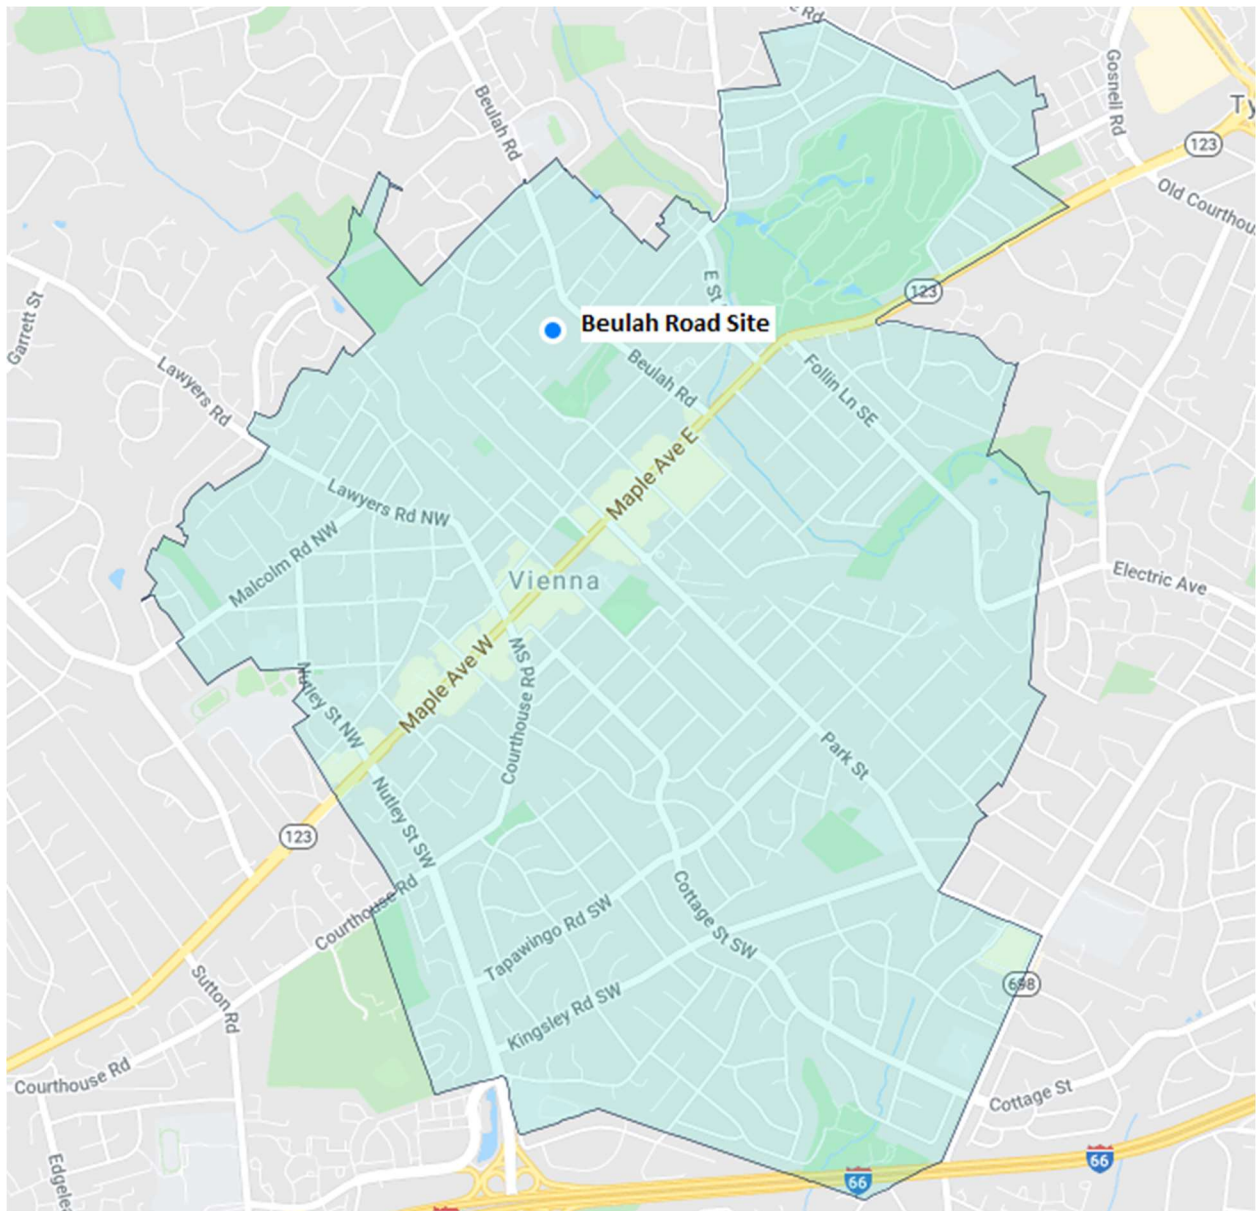 e Rd
Gosnell Rd
Ty
Beulah Rd
123
Old Courthou
E St
123
Garrett St
Beulah Road Site
Beulah Rd
Follin Ln SE
Lawyers Rd
Maple Ave E
Lawyers Rd NW
Malcolm Rd NW
Vienna
Electric Ave
Maple Ave W
Courthouse Rd SW
Nutley St NW
Park St
Nutley St SW
123
Courthouse Rd
Cottage St SW
Tapawingo Rd SW
Sutton Rd
698
Kingsley Rd SW
Courthouse Rd
Cottage St
Edgelea
66
66